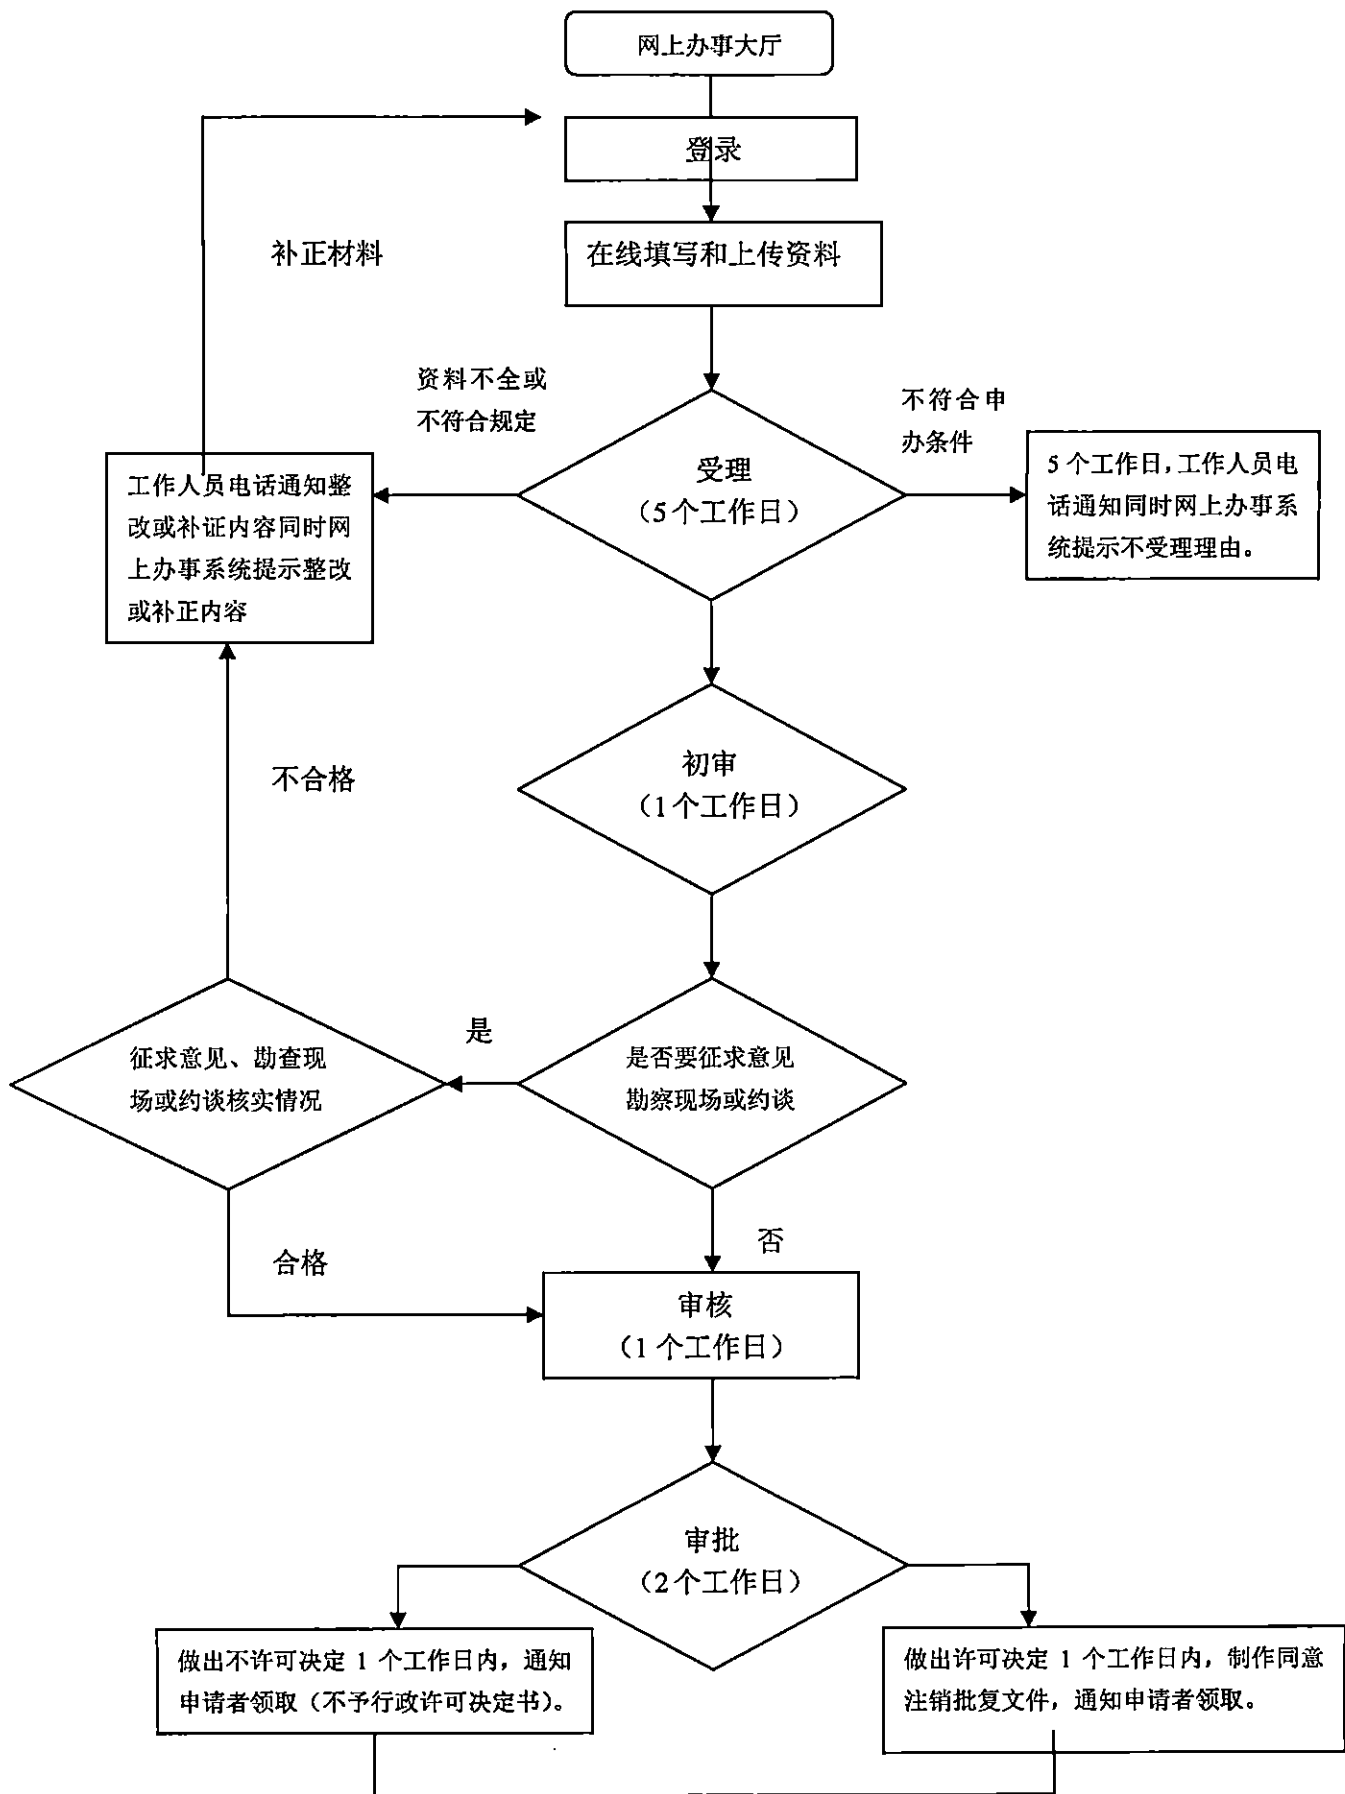 网上办事大厅
登录
补正材料
在线填写和上传资料
资料不全或
不符合规定
不符合申
办条件
受理
（5个工作日）
工作人员电话通知整
改或补证内容同时网
上办事系统提示整改
或补正内容
5个工作日，工作人员电
话通知同时网上办事系
统提示不受理理由。
初审
（1个工作日）
不合格
是
征求意见、勘查现
场或约谈核实情况
是否要征求意见
勘察现场或约谈
否
合格
审核
（1个工作日）
审批
（2个工作日）
做出不许可决定 1 个工作日内，通知
申请者领取（不予行政许可决定书）。
做出许可决定 1 个工作日内，制作同意
注销批复文件，通知申请者领取。